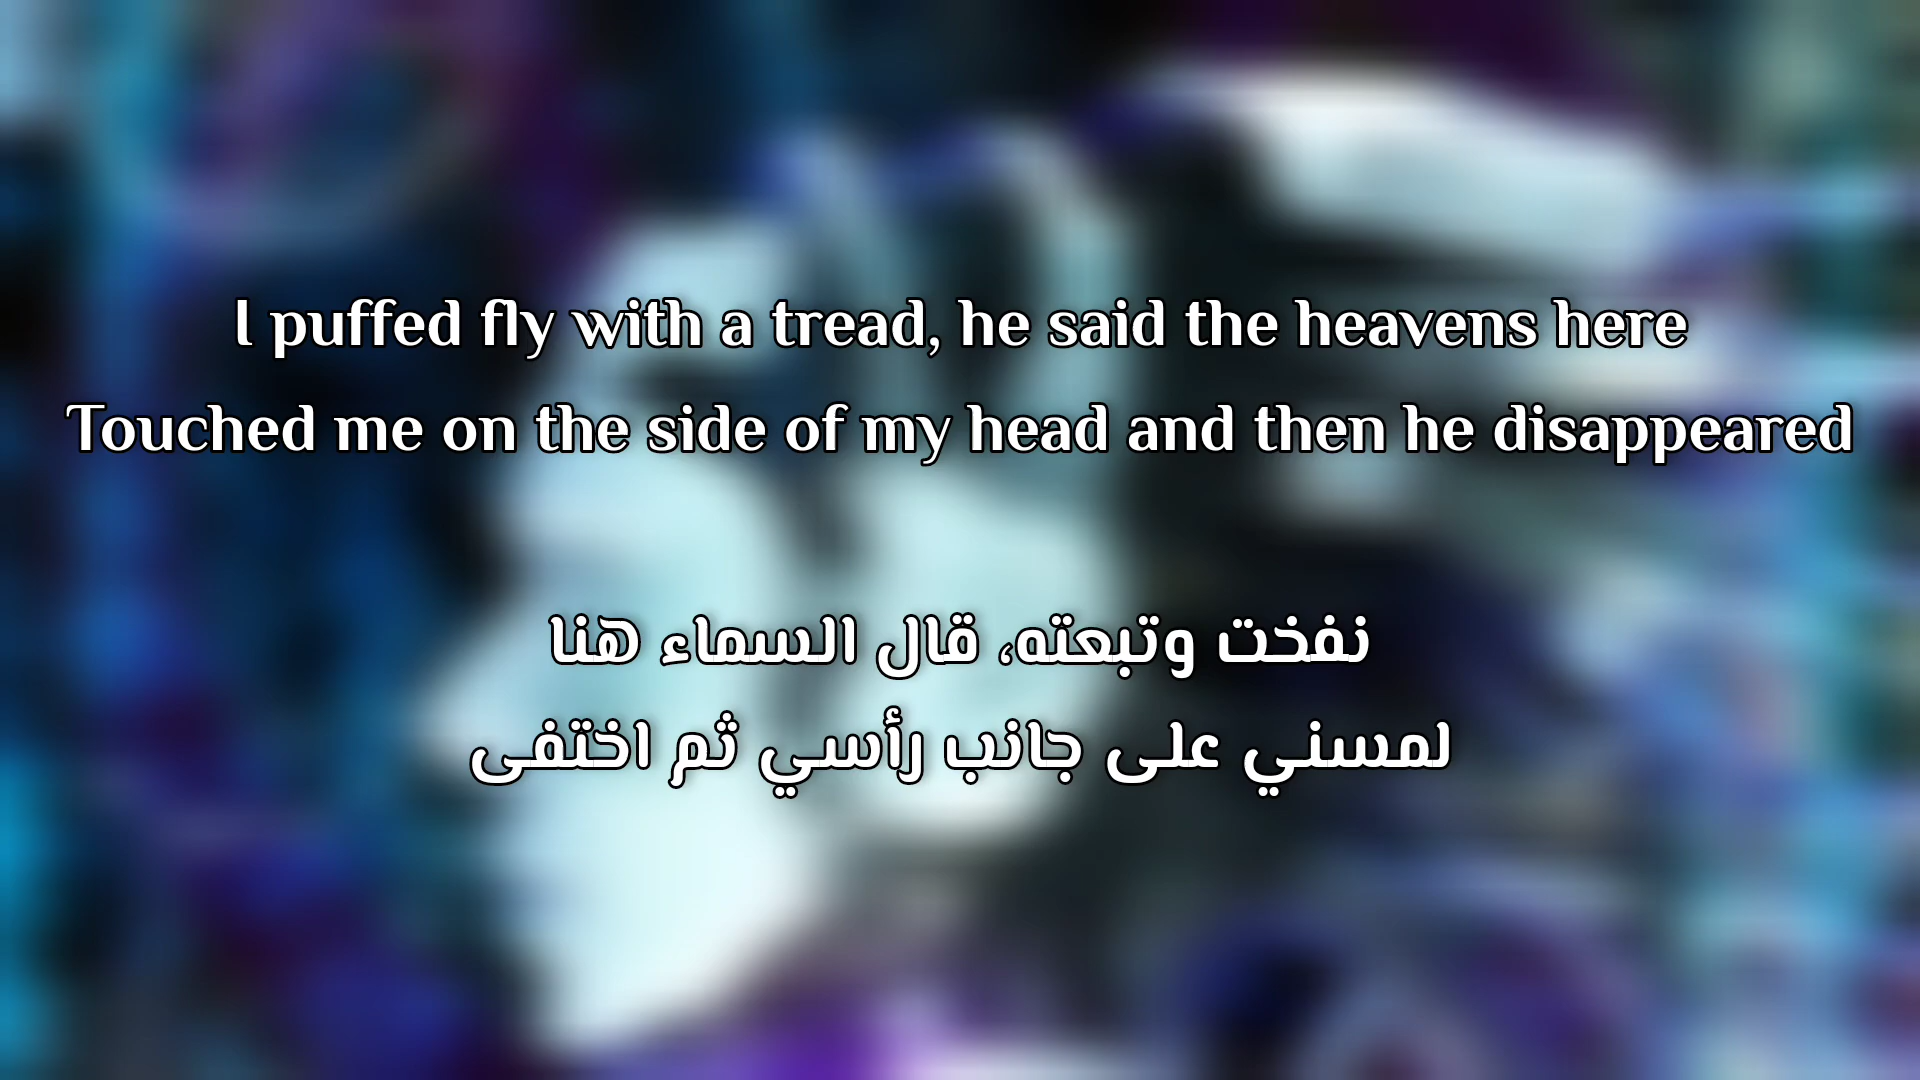 I puffed fly with a tread, he said the heavens here
Touched me on the side of my head and then he disappeared
نفخت وتبعته، قال السماء هنا
لمسني على جانب رأسي ثم اختفى